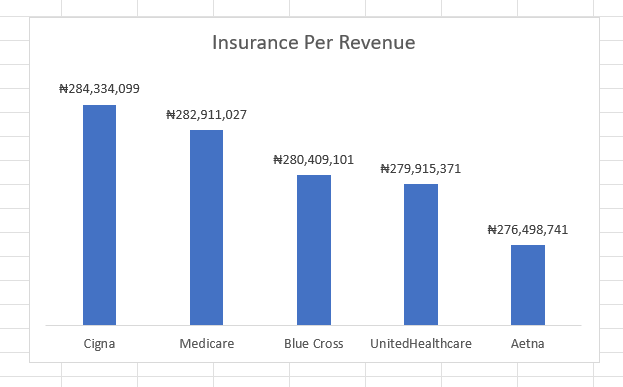 Insurance Per Revenue
₦284,334,099
₦282,911,027
₦280,409,101
₦279,915,371
₦276,498,741
Cigna Medicare Blue Cross UnitedHealthcare Aetna